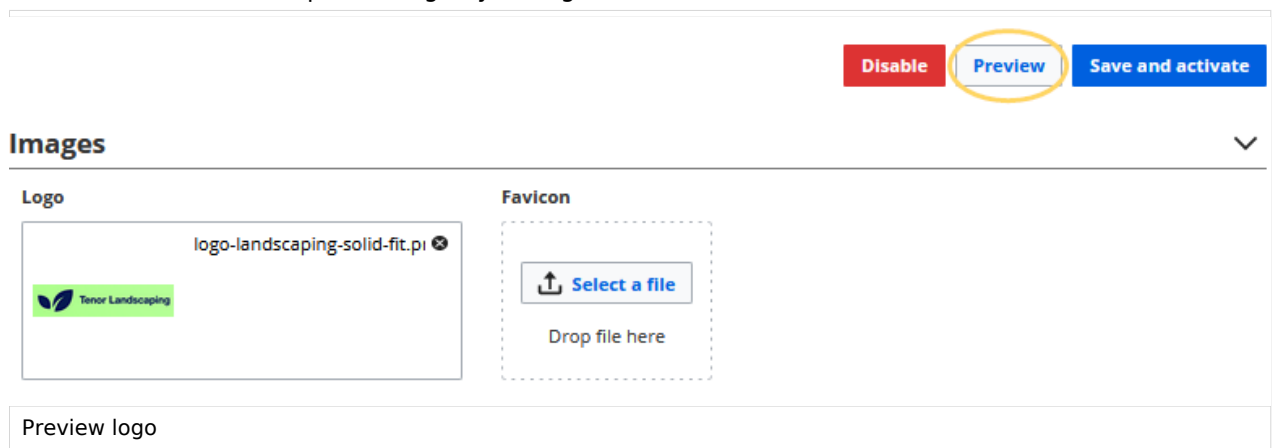 Disable Preview Save and activate
Images
Logo Favicon
logo-landscaping-solid-fit.p
Tenor Landscaping
Select a file
Drop file here
Preview logo